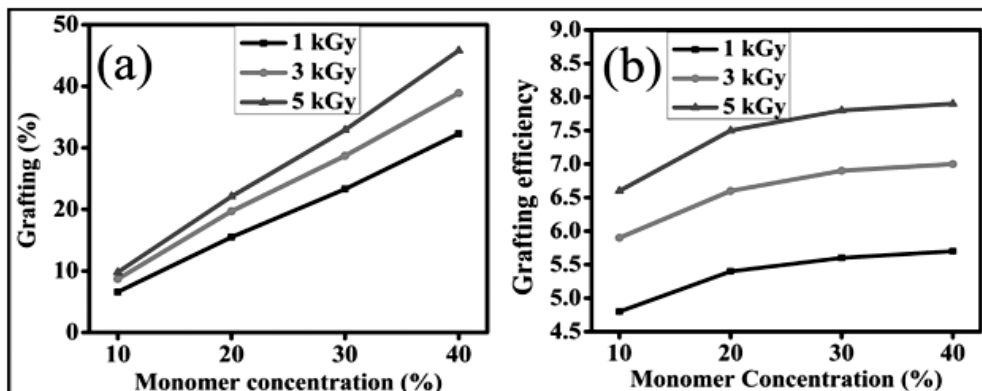 (a)
1 kGy
3 kGy
5 kGy
50
40
30
20
10
0
Grafting (%)
10 20 30 40
Monomer concentration (%)
(b)
1 kGy
3 kGy
5 kGy
9.0
8.5
8.0
7.5
7.0
6.5
6.0
5.5
5.0
4.5
Grafting efficiency
10 20 30 40
Monomer Concentration (%)